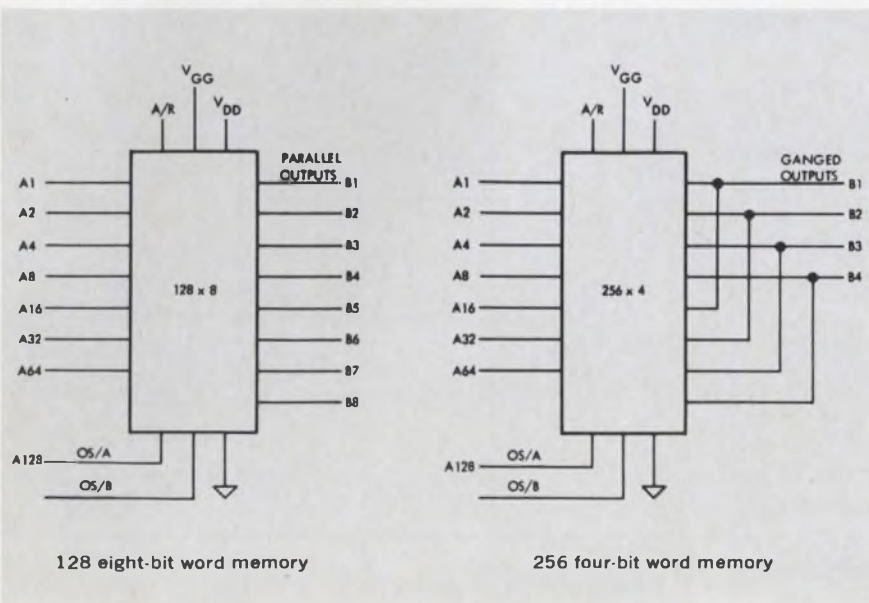 VGG
A/R
VDD
PARALLEL
OUTPUTS
A1
B1
A2
B2
A4
B3
A8
B4
128 x 8
A16
B5
A32
B6
A64
B7
B8
A128
OS/A
OS/B
128 eight-bit word memory
VGG
A/R
VDD
GANGED
OUTPUTS
A1
B1
A2
B2
A4
B3
A8
B4
256 x 4
A16
A32
A64
A128
OS/A
OS/B
256 four-bit word memory